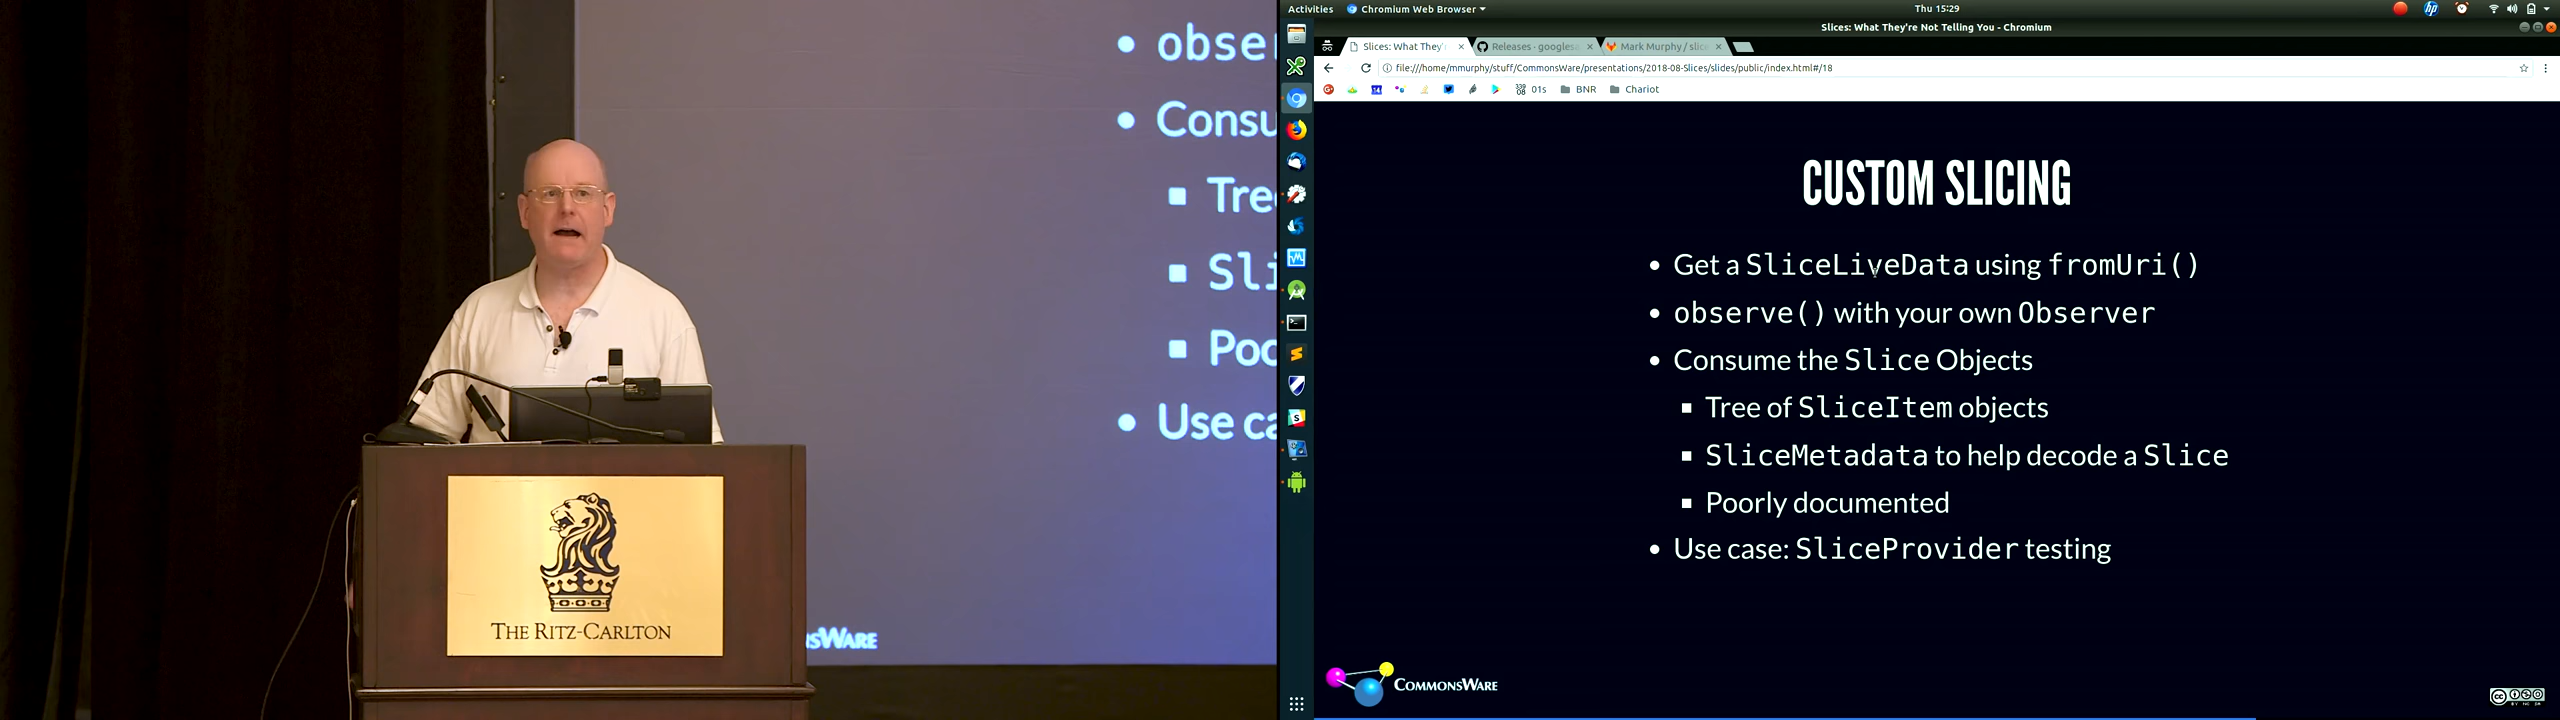 obse
Consu
Tre
Sli
Poo
Use ca
THE RITZ-CARLTON
NSWARE
Activities
Chromium Web Browser
Thu 15:29
Slices: What They're Not Telling You - Chromium
Slices: What They'
Releases · googlesa
Mark Murphy / slice
file:///home/mmurphy/stuff/CommonsWare/presentations/2018-08-Slices/slides/public/index.html#/18
01s
BNR
Chariot
CUSTOM SLICING
• Get a SliceLiveData using fromUri()
• observe() with your own Observer
• Consume the Slice Objects
▪ Tree of SliceItem objects
▪ SliceMetadata to help decode a Slice
▪ Poorly documented
• Use case: SliceProvider testing
COMMONSWARE